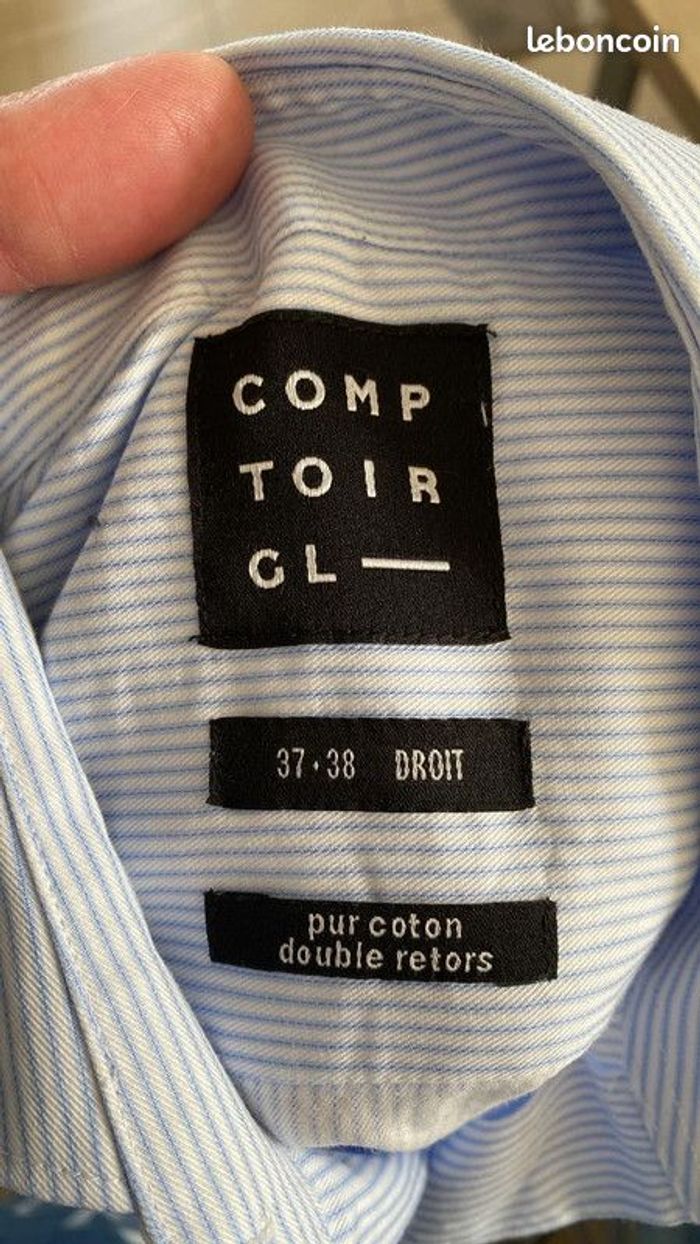 leboncoin
COMP
TOIR
GL—
37·38 DROIT
pur coton
double retors